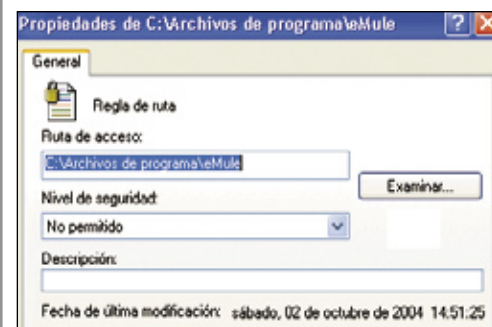 Propiedades de C:\Archivos de programa\eMule
General
Regla de ruta
Ruta de acceso:
C:\Archivos de programa\eMule
Examinar...
Nivel de seguridad:
No permitido
Descripción:
Fecha de última modificación: sábado, 02 de octubre de 2004 14:51:25